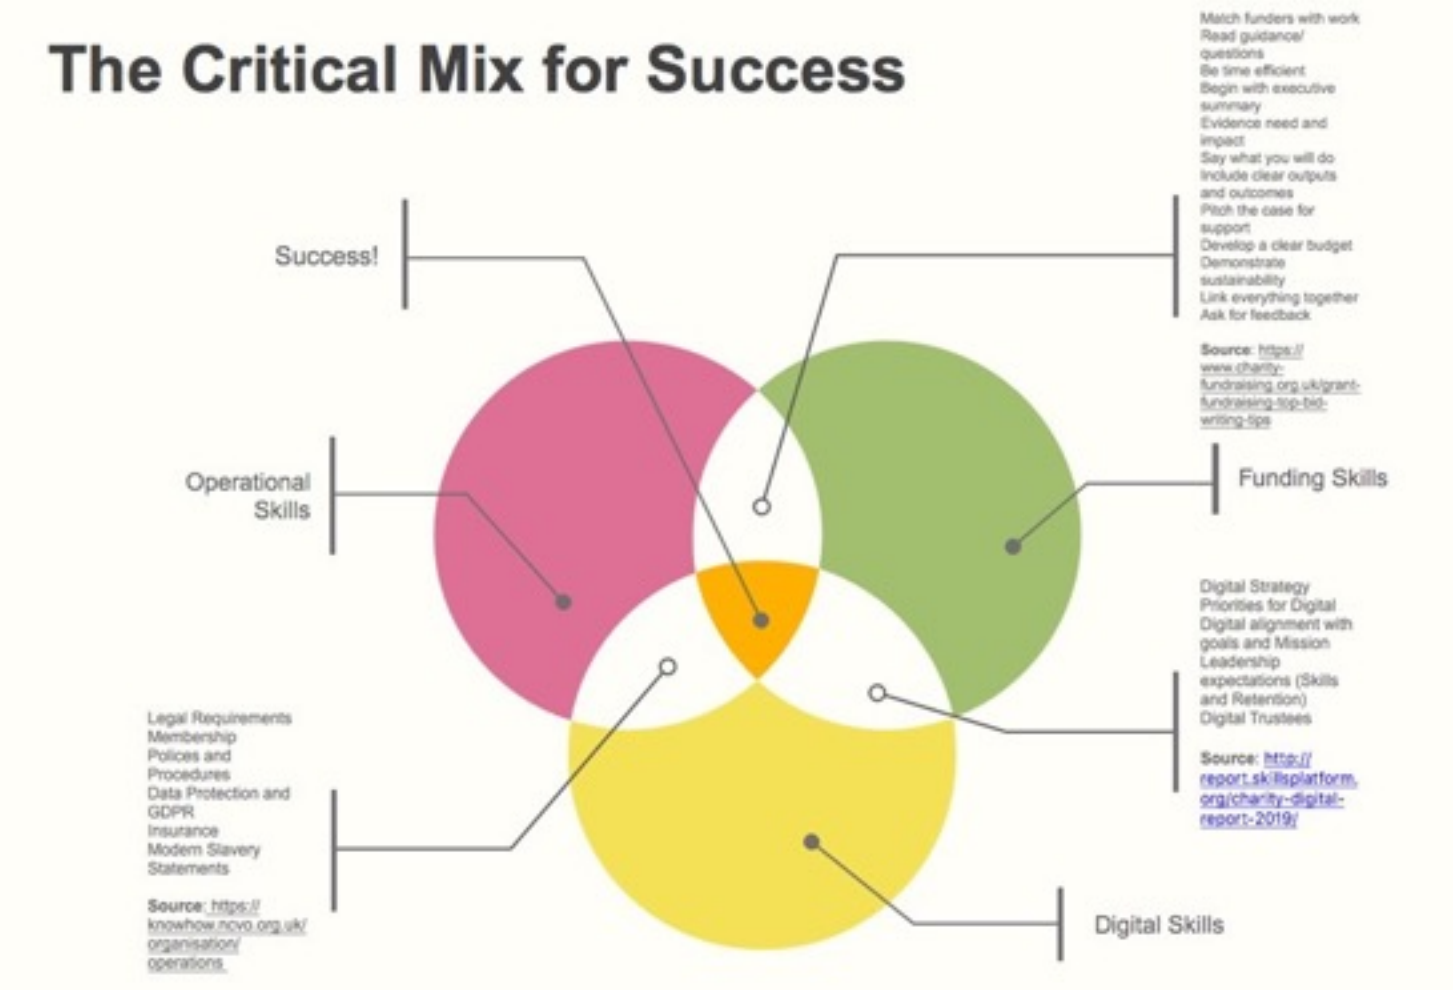 The Critical Mix for Success
Match funders with work
Read guidance/
questions
Be time efficient
Begin with executive
summary
Evidence need and
impact
Say what you will do
Include clear outputs
and outcomes
Pitch the case for
support
Develop a clear budget
Demonstrate
sustainability
Link everything together
Ask for feedback
Source: https://
www.charity-
fundraising.org.uk/grant-
fundraising-top-bid-
writing-tips
Success!
Operational
Skills
Funding Skills
Digital Strategy
Priorities for Digital
Digital alignment with
goals and Mission
Leadership
expectations (Skills
and Retention)
Digital Trustees
Source: http://
report.skillsplatform.
org/charity-digital-
report-2019/
Legal Requirements
Membership
Polices and
Procedures
Data Protection and
GDPR
Insurance
Modern Slavery
Statements
Source: https://
knowhow.ncvo.org.uk/
organisation/
operations
Digital Skills